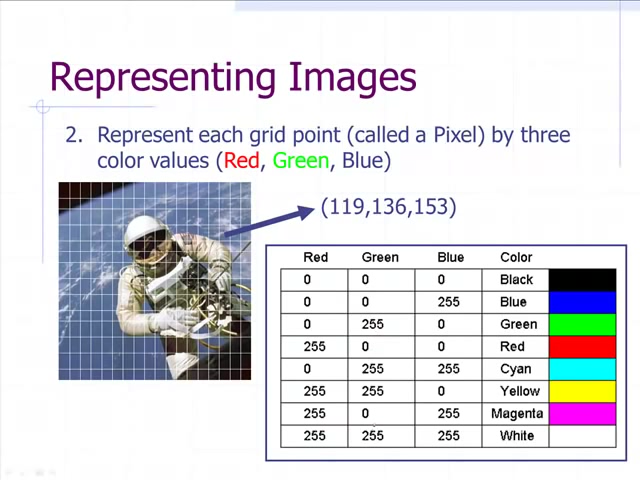 Representing Images
2. Represent each grid point (called a Pixel) by three
color values (Red, Green, Blue)
(119,136,153)
Red Green Blue Color
0 0 0 Black
0 0 255 Blue
0 255 0 Green
255 0 0 Red
0 255 255 Cyan
255 255 0 Yellow
255 0 255 Magenta
255 255 255 White